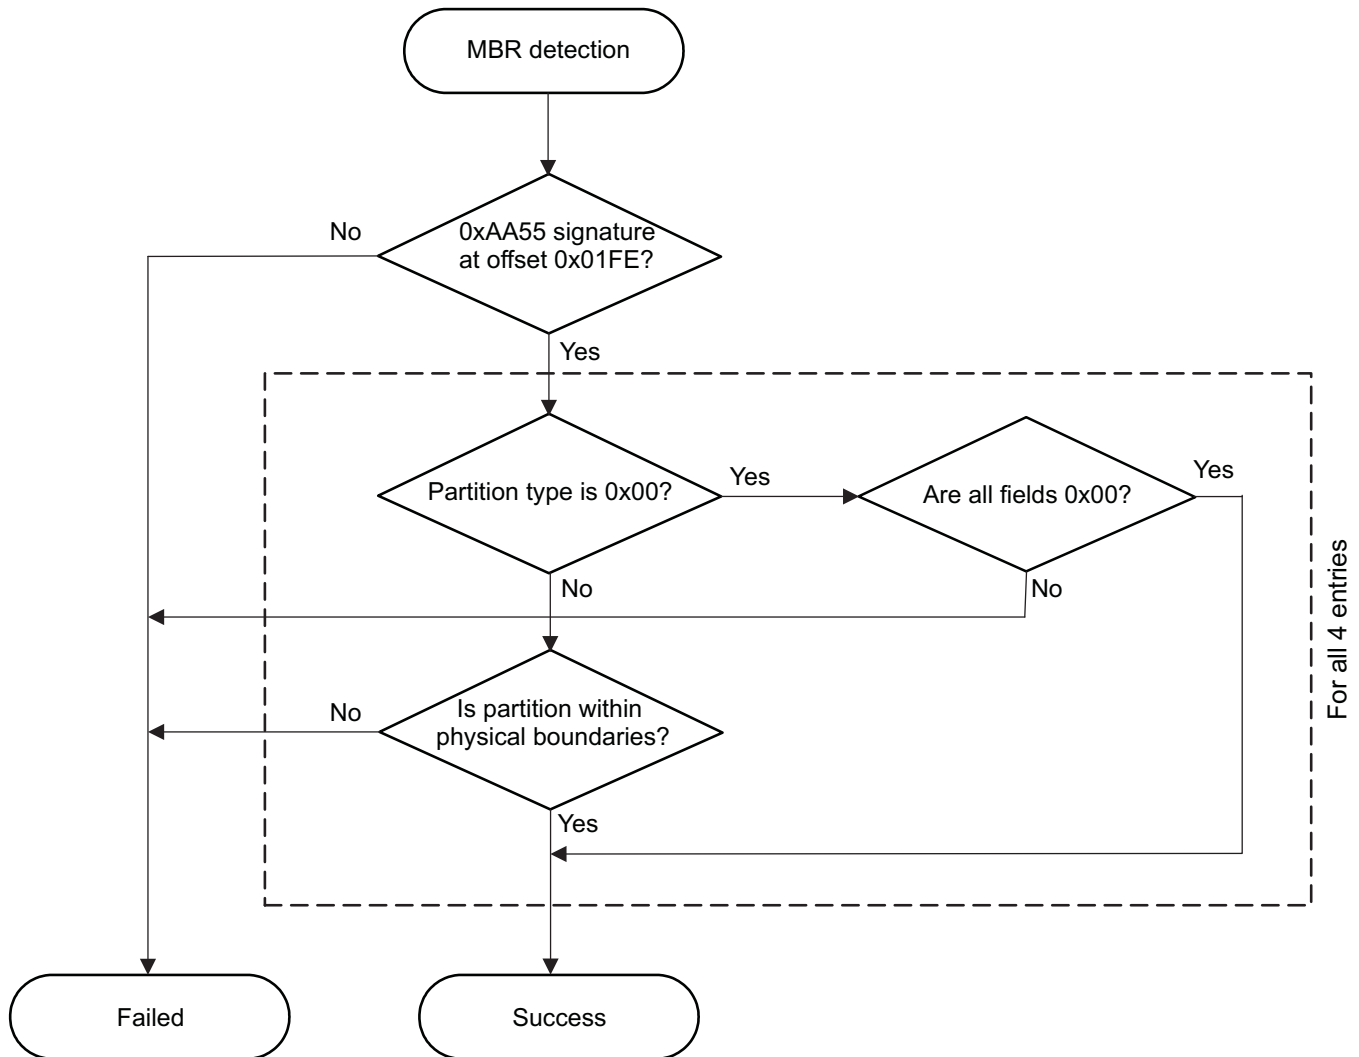 MBR detection
No
0xAA55 signature
at offset 0x01FE?
Yes
Partition type is 0x00?
Yes
Are all fields 0x00?
Yes
No
No
For all 4 entries
No
Is partition within
physical boundaries?
Yes
Failed
Success